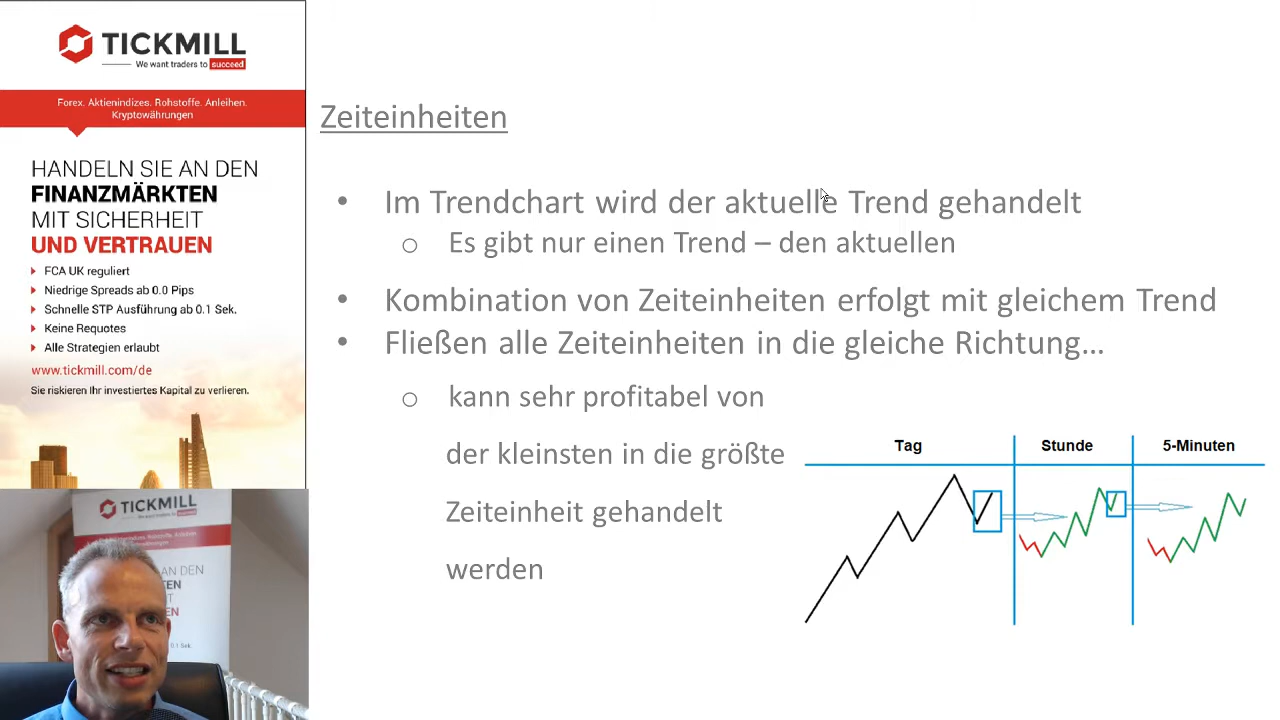 TICKMILL
We want traders to succeed
Forex. Aktienindizes. Rohstoffe. Anleihen.
Kryptowährungen
HANDELN SIE AN DEN
FINANZMÄRKTEN
MIT SICHERHEIT
UND VERTRAUEN
FCA UK reguliert
Niedrige Spreads ab 0.0 Pips
Schnelle STP Ausführung ab 0.1 Sek.
Keine Requotes
Alle Strategien erlaubt
www.tickmill.com/de
Sie riskieren Ihr investiertes Kapital zu verlieren.
Zeiteinheiten
• Im Trendchart wird der aktuelle Trend gehandelt
o Es gibt nur einen Trend – den aktuellen
• Kombination von Zeiteinheiten erfolgt mit gleichem Trend
• Fließen alle Zeiteinheiten in die gleiche Richtung...
o kann sehr profitabel von
der kleinsten in die größte
Zeiteinheit gehandelt
werden
Tag Stunde 5-Minuten
TICKMILL
AN DEN